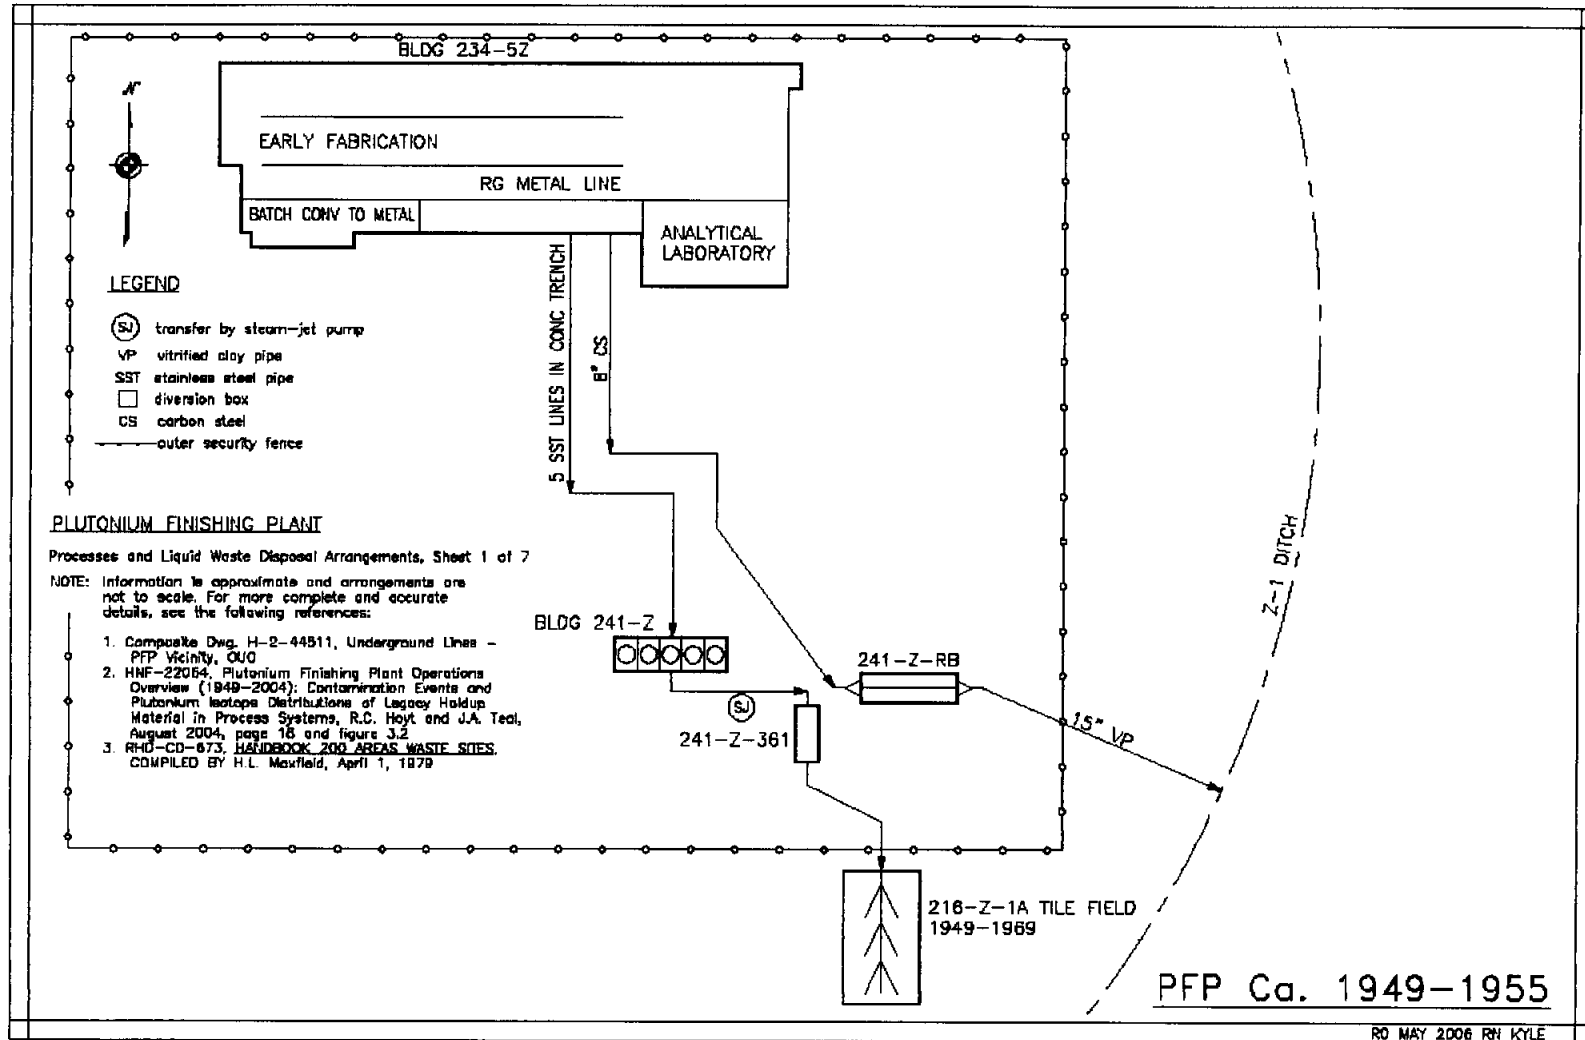 BLDG 234-5Z
N
EARLY FABRICATION
RG METAL LINE
BATCH CONV TO METAL
ANALYTICAL
LABORATORY
5 SST LINES IN CONC TRENCH
8" CS
LEGEND
SJ transfer by steam-jet pump
VP vitrified clay pipe
SST stainless steel pipe
diversion box
CS carbon steel
outer security fence
PLUTONIUM FINISHING PLANT
Processes and Liquid Waste Disposal Arrangements, Sheet 1 of 7
NOTE: Information is approximate and arrangements are
not to scale. For more complete and accurate
details, see the following references:
1. Composite Dwg. H-2-44511, Underground Lines -
PFP Vicinity, OUO
2. HNF-22064, Plutonium Finishing Plant Operations
Overview (1949-2004): Contamination Events and
Plutonium Isotope Distributions of Legacy Holdup
Material in Process Systems, R.C. Hoyt and J.A. Teal,
August 2004, page 16 and figure 3.2
3. RHO-CD-673, HANDBOOK 200 AREAS WASTE SITES,
COMPILED BY H.L. Maxfield, April 1, 1979
BLDG 241-Z
SJ
241-Z-361
241-Z-RB
15" VP
Z-1 DITCH
216-Z-1A TILE FIELD
1949-1969
PFP Ca. 1949-1955
R0 MAY 2006 RN KYLE